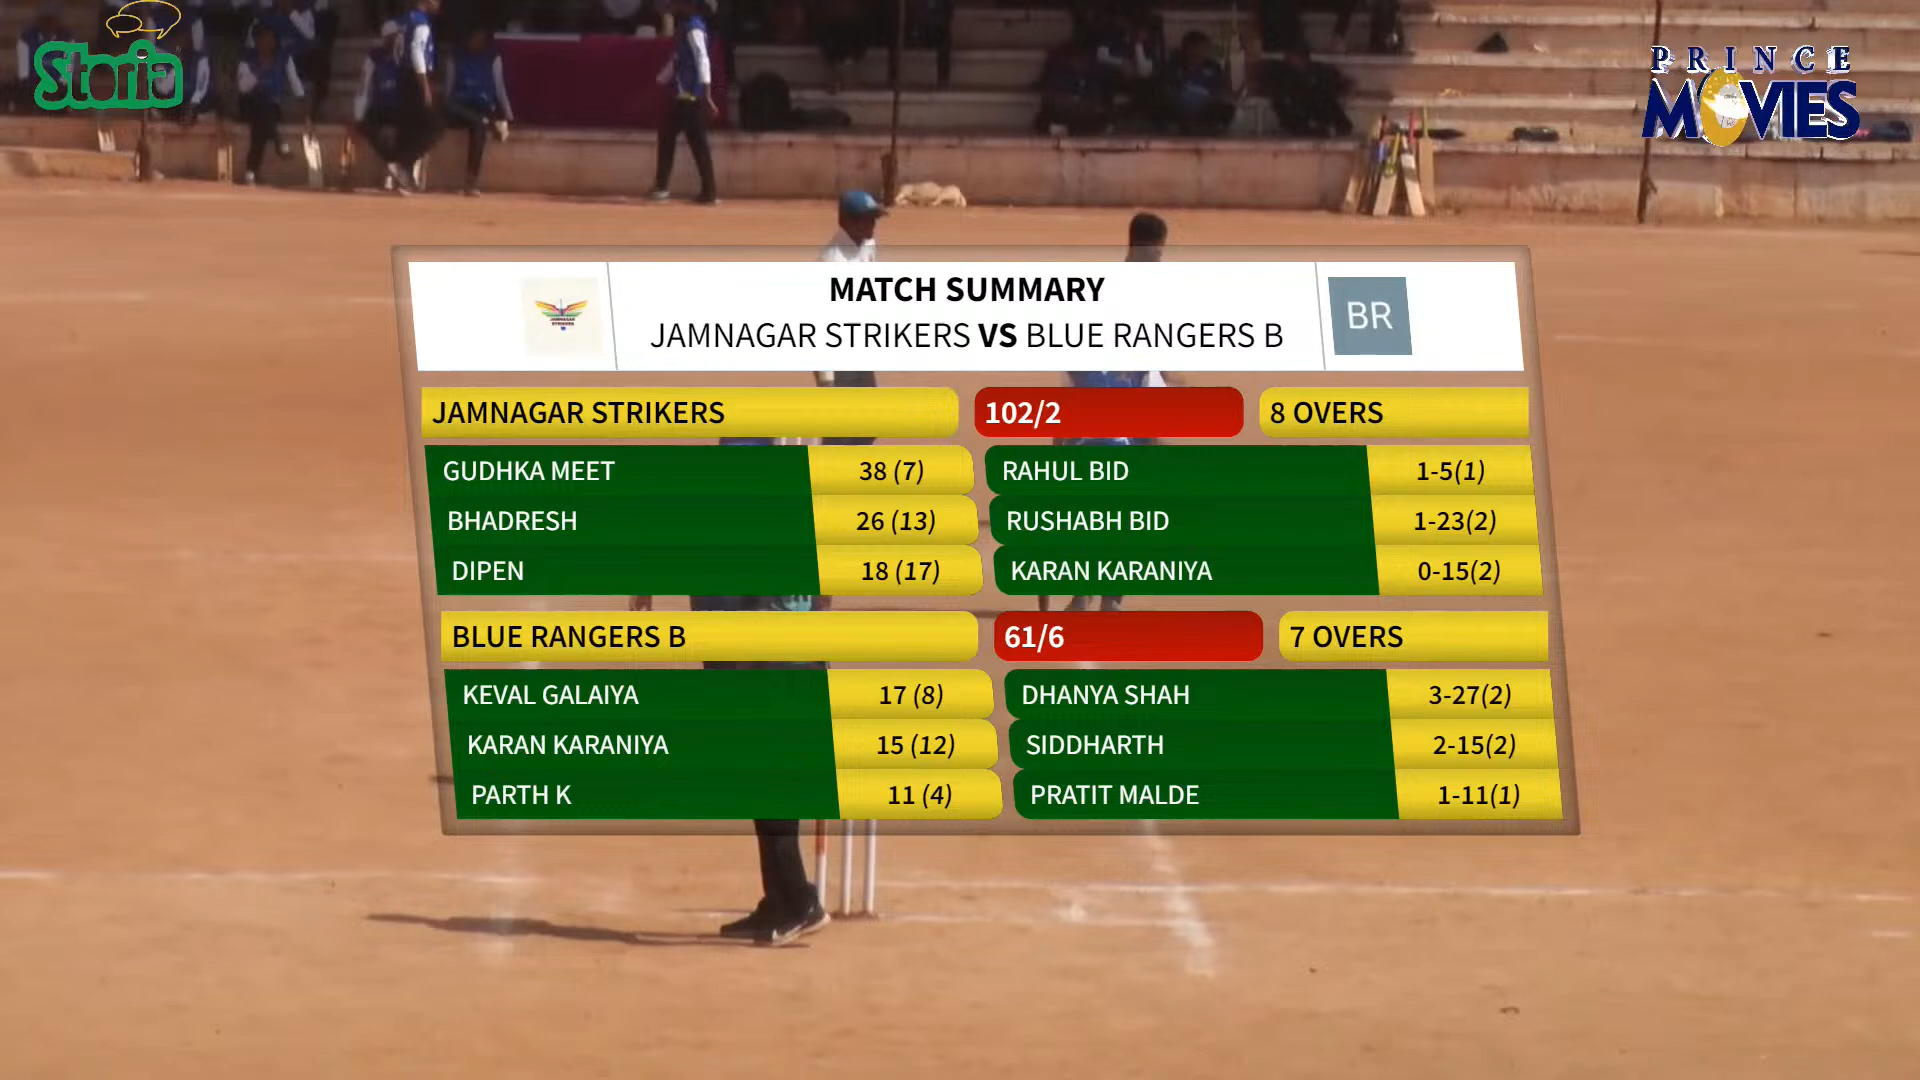 Storia
PRINCE
MOVIES
MATCH SUMMARY
JAMNAGAR STRIKERS VS BLUE RANGERS B
BR
JAMNAGAR STRIKERS 102/2 8 OVERS
GUDHKA MEET 38 (7) RAHUL BID 1-5(1)
BHADRESH 26 (13) RUSHABH BID 1-23(2)
DIPEN 18 (17) KARAN KARANIYA 0-15(2)
BLUE RANGERS B 61/6 7 OVERS
KEVAL GALAIYA 17 (8) DHANYA SHAH 3-27(2)
KARAN KARANIYA 15 (12) SIDDHARTH 2-15(2)
PARTH K 11 (4) PRATIT MALDE 1-11(1)